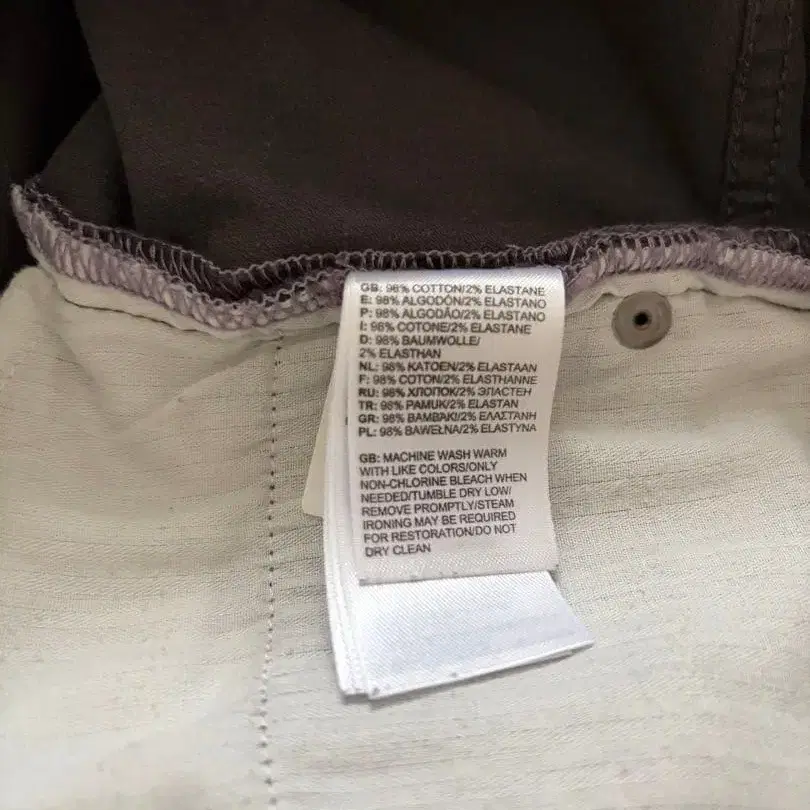 GB: 98% COTTON/2% ELASTANE
E: 98% ALGODÓN/2% ELASTANO
P: 98% ALGODÃO/2% ELASTANO
I: 98% COTONE/2% ELASTANE
D: 98% BAUMWOLLE/
2% ELASTHAN
NL: 98% KATOEN/2% ELASTAAN
F: 98% COTON/2% ELASTHANNE
RU: 98% ХЛОПОК/2% ЭЛАСТЕН
TR: 98% PAMUK/2% ELASTAN
GR: 98% ΒΑΜΒΑΚΙ/2% ΕΛΑΣΤΑΝΗ
PL: 98% BAWEŁNA/2% ELASTYNA
GB: MACHINE WASH WARM
WITH LIKE COLORS/ONLY
NON-CHLORINE BLEACH WHEN
NEEDED/TUMBLE DRY LOW/
REMOVE PROMPTLY/STEAM
IRONING MAY BE REQUIRED
FOR RESTORATION/DO NOT
DRY CLEAN